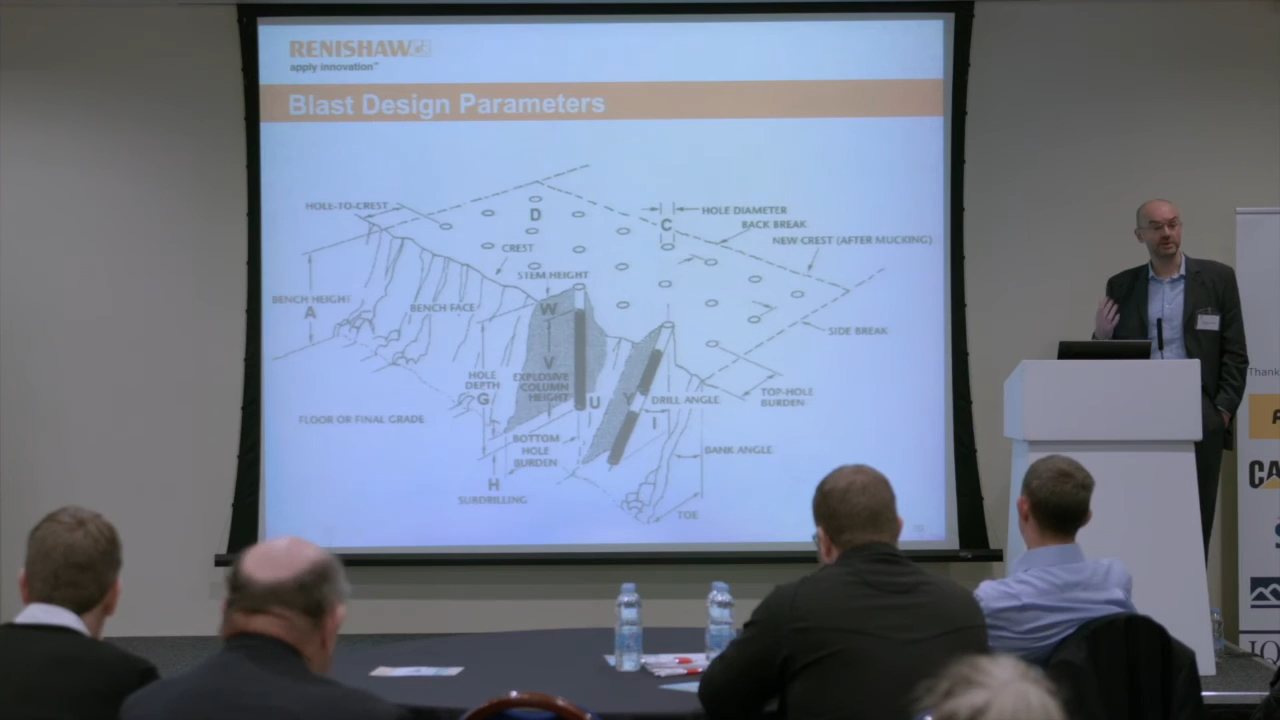 RENISHAW
apply innovation™
Blast Design Parameters
HOLE-TO-CREST
D
HOLE DIAMETER
C
BACK BREAK
NEW CREST (AFTER MUCKING)
CREST
STEM HEIGHT
BENCH HEIGHT
A
BENCH FACE
W
SIDE BREAK
V
HOLE
DEPTH
G
EXPLOSIVE
COLUMN
HEIGHT
U
Y
DRILL ANGLE
I
TOP-HOLE
BURDEN
FLOOR OR FINAL GRADE
BOTTOM
HOLE
BURDEN
BANK ANGLE
H
SUBDRILLING
TOE
Thank
CA